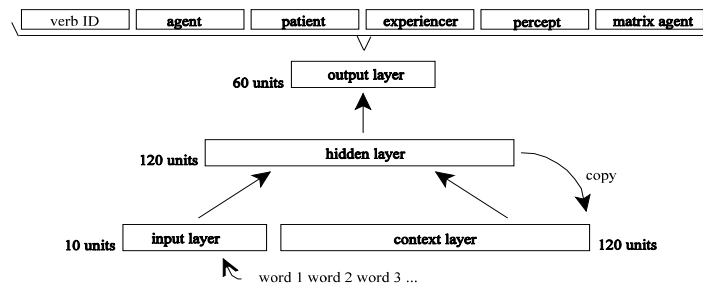 verb ID agent patient experiencer percept matrix agent
output layer
60 units
hidden layer
120 units
copy
input layer
10 units
context layer
120 units
word 1 word 2 word 3 ...